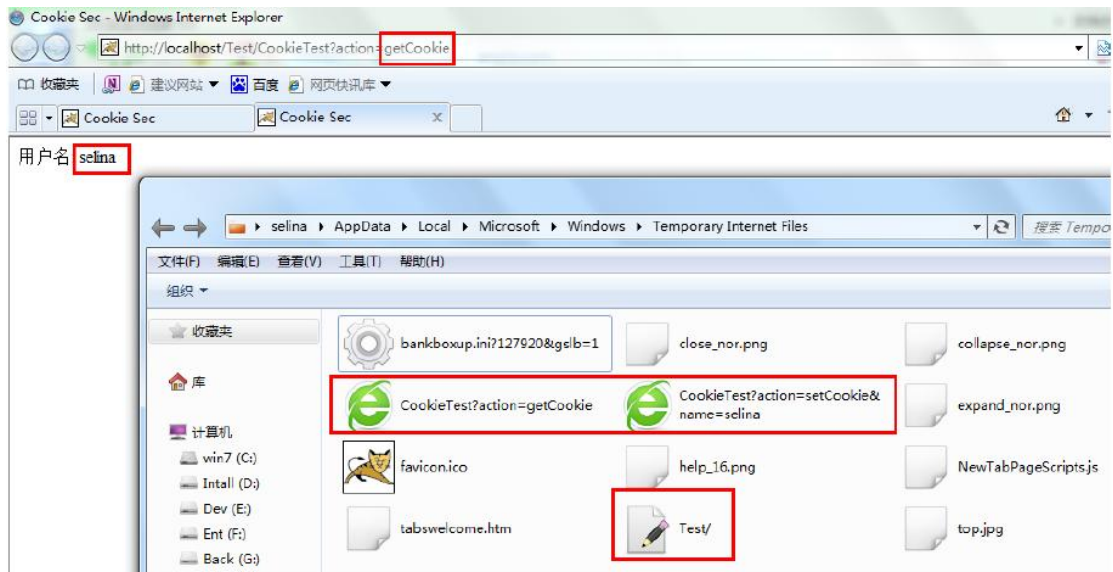 Cookie Sec - Windows Internet Explorer
http://localhost/Test/CookieTest?action=getCookie
收藏夹 建议网站 百度 网页快讯库
Cookie Sec Cookie Sec x
用户名 selina
selina AppData Local Microsoft Windows Temporary Internet Files 搜索 Tempo
文件(F) 编辑(E) 查看(V) 工具(T) 帮助(H)
组织
收藏夹
库
计算机
win7 (C:)
Intall (D:)
Dev (E:)
Ent (F:)
Back (G:)
bankboxup.ini?127920&gslb=1 close_nor.png collapse_nor.png
CookieTest?action=getCookie CookieTest?action=setCookie& expand_nor.png
name=selina
favicon.ico help_16.png NewTabPageScripts.js
tabswelcome.htm Test/ top.jpg